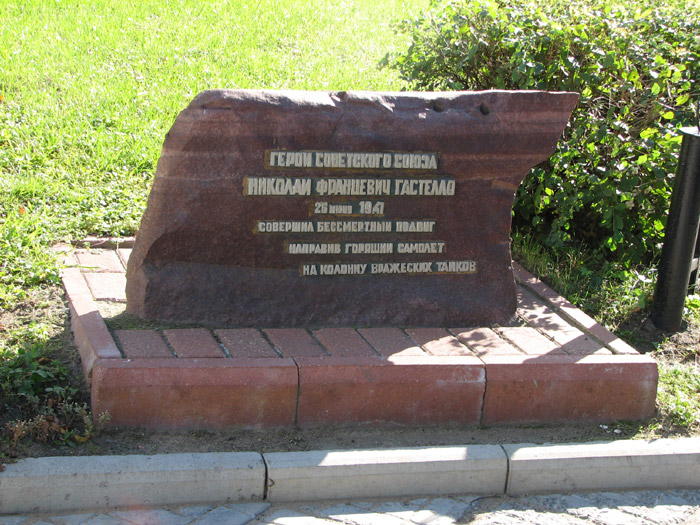 ГЕРОЙ СОВЕТСКОГО СОЮЗА
НИКОЛАЙ ФРАНЦЕВИЧ ГАСТЕЛЛО
26 июня 1941
СОВЕРШИЛ БЕССМЕРТНЫЙ ПОДВИГ
НАПРАВИВ ГОРЯЩИЙ САМОЛЕТ
НА КОЛОННУ ВРАЖЕСКИХ ТАНКОВ